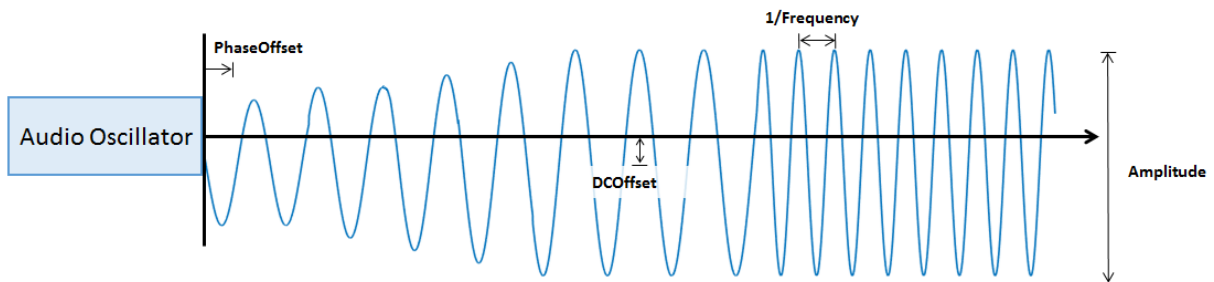 1/Frequency
PhaseOffset
Audio Oscillator
DCOffset
Amplitude